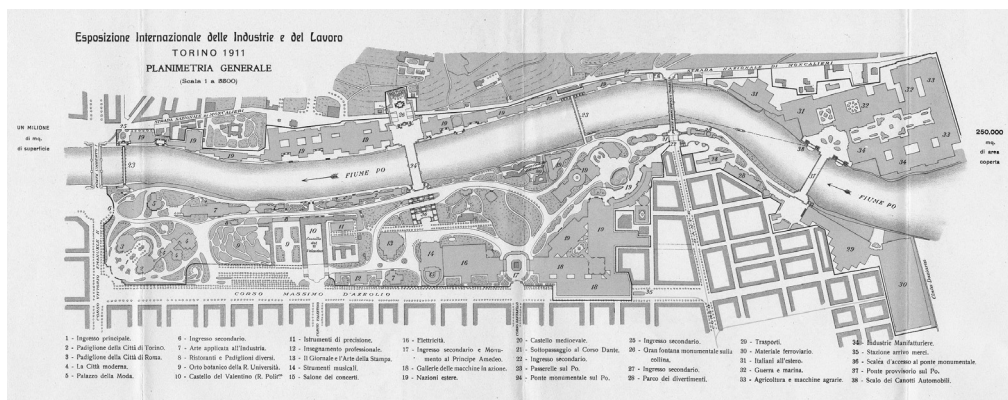 Esposizione Internazionale delle Industrie e del Lavoro
TORINO 1911
PLANIMETRIA GENERALE
(Scala 1 a 5500)
UN MILIONE
di mq.
di superficie
250.000
mq.
di area
coperta
STRADA NAZIONALE DI MONCALIERI
FIUME PO
FIUME PO
CORSO MASSIMO D'AZEGLIO
1 - Ingresso principale.
2 - Padiglione della Città di Torino.
3 - Padiglione della Città di Roma.
4 - La Città moderna.
5 - Palazzo della Moda.
6 - Ingresso secondario.
7 - Arte applicata all'Industria.
8 - Ristoranti e Padiglioni diversi.
9 - Orto botanico della R. Università.
10 - Castello del Valentino
11 - Istrumenti di precisione.
12 - Insegnamento professionale.
13 - Il Giornale e l'Arte della Stampa.
14 - Strumenti musicali.
15 - Salone dei concerti.
16 - Elettricità.
17 - Ingresso secondario e Monu-
mento al Principe Amedeo.
18 - Gallerie delle macchine in azione.
19 - Nazioni estere.
20 - Castello medioevale.
21 - Sottopassaggio al Corso Dante.
22 - Ingresso secondario.
23 - Passerelle sul Po.
24 - Ponte monumentale sul Po.
25 - Ingresso secondario.
26 - Gran fontana monumentale sulla
collina.
27 - Ingresso secondario.
28 - Parco dei divertimenti.
29 - Trasporti.
30 - Materiale ferroviario.
31 - Italiani all'estero.
32 - Guerra e marina.
33 - Agricoltura e macchine agrarie.
34 - Industrie Manifatturiere.
35 - Stazione arrivo merci.
36 - Scalea d'accesso al ponte monumentale.
37 - Ponte provvisorio sul Po.
38 - Scalo dei Canotti Automobili.